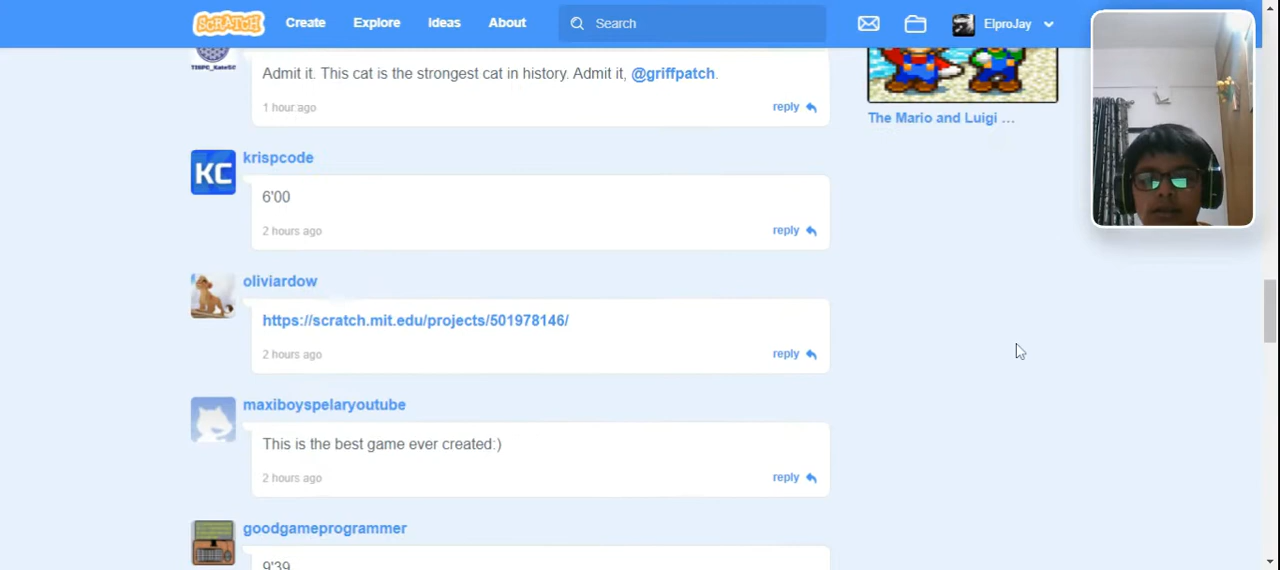 SCRATCH Create Explore Ideas About Search ElproJay
Admit it. This cat is the strongest cat in history. Admit it, @griffpatch.
1 hour ago reply
The Mario and Luigi ...
krispcode
KC
6'00
2 hours ago reply
oliviardow
https://scratch.mit.edu/projects/501978146/
2 hours ago reply
maxiboyspelaryoutube
This is the best game ever created:)
2 hours ago reply
goodgameprogrammer
9'39